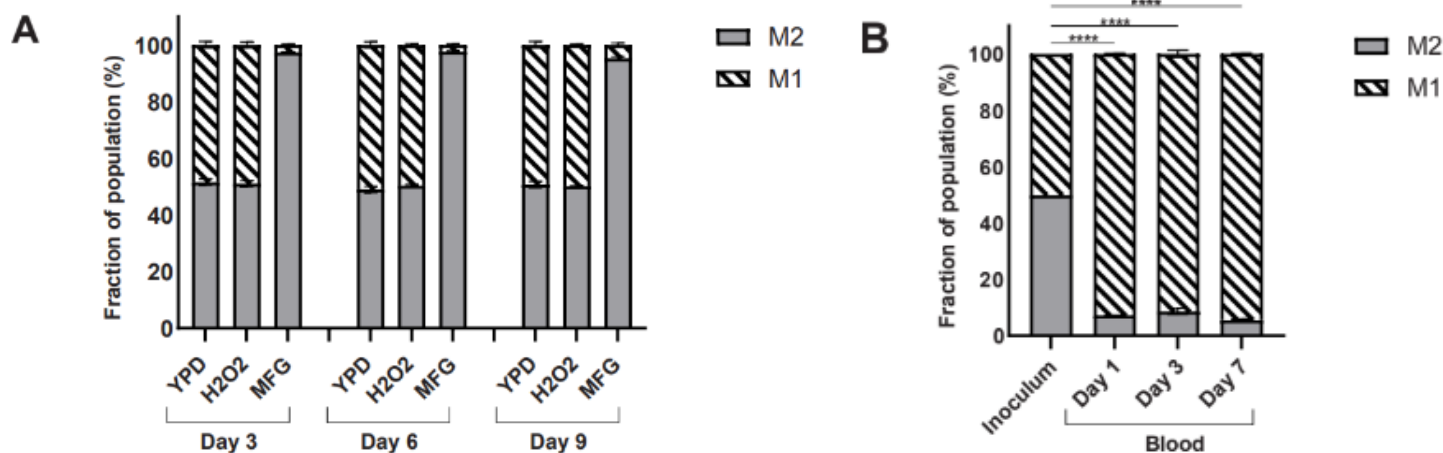 A
Fraction of population (%)
100
80
60
40
20
0
YPD
H2O2
MFG
YPD
H2O2
MFG
YPD
H2O2
MFG
Day 3
Day 6
Day 9
M2
M1
B
****
****
****
Fraction of population (%)
100
80
60
40
20
0
Inoculum
Day 1
Day 3
Day 7
Blood
M2
M1